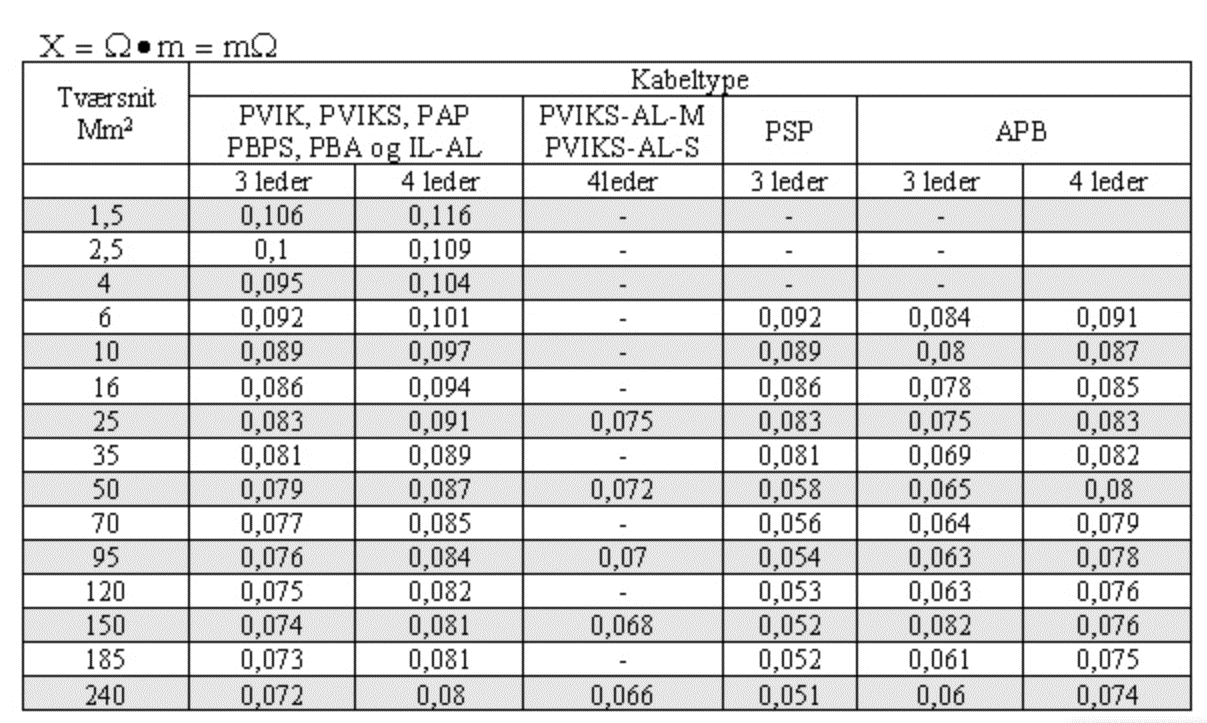 X = Ω●m = mΩ
Tværsnit Mm² Kabeltype
PVIK, PVIKS, PAP PBPS, PBA og IL-AL PVIKS-AL-M PVIKS-AL-S PSP APB
3 leder 4 leder 4leder 3 leder 3 leder 4 leder
1,5 0,106 0,116 - - -
2,5 0,1 0,109 - - -
4 0,095 0,104 - - -
6 0,092 0,101 - 0,092 0,084 0,091
10 0,089 0,097 - 0,089 0,08 0,087
16 0,086 0,094 - 0,086 0,078 0,085
25 0,083 0,091 0,075 0,083 0,075 0,083
35 0,081 0,089 - 0,081 0,069 0,082
50 0,079 0,087 0,072 0,058 0,065 0,08
70 0,077 0,085 - 0,056 0,064 0,079
95 0,076 0,084 0,07 0,054 0,063 0,078
120 0,075 0,082 - 0,053 0,063 0,076
150 0,074 0,081 0,068 0,052 0,082 0,076
185 0,073 0,081 - 0,052 0,061 0,075
240 0,072 0,08 0,066 0,051 0,06 0,074